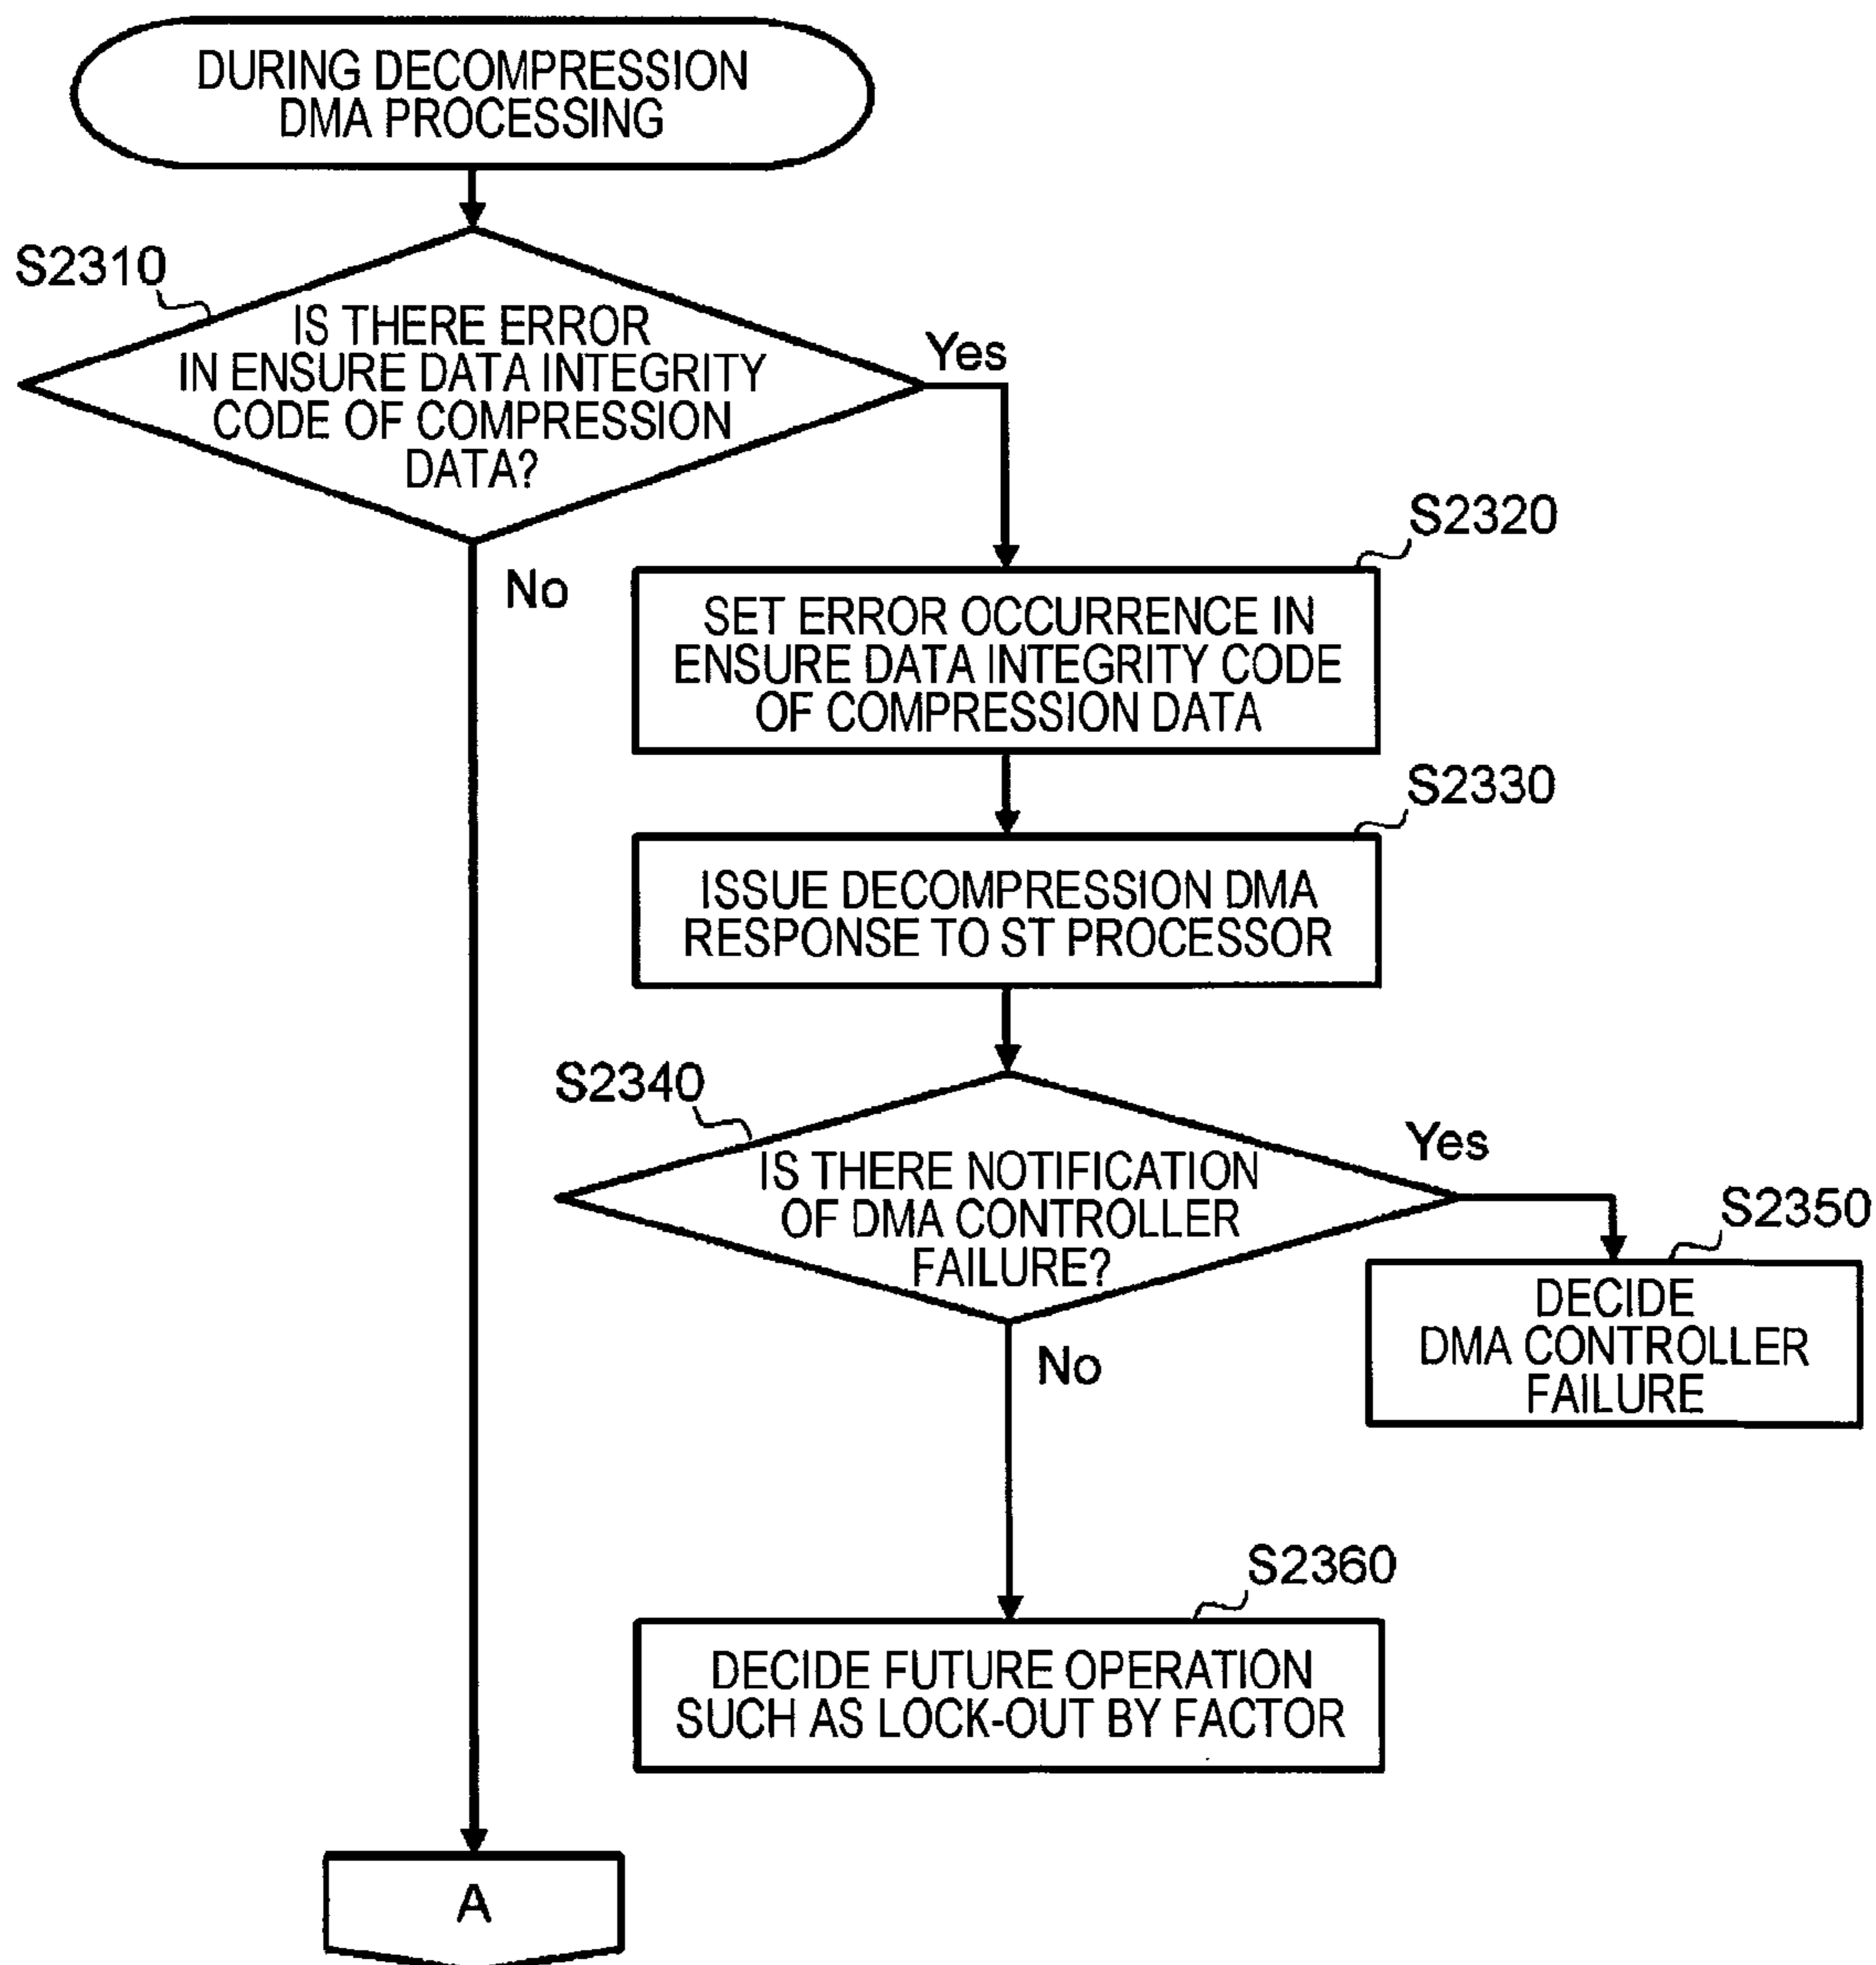 DURING DECOMPRESSION
DMA PROCESSING
S2310
IS THERE ERROR
IN ENSURE DATA INTEGRITY
CODE OF COMPRESSION
DATA?
Yes
No
S2320
SET ERROR OCCURRENCE IN
ENSURE DATA INTEGRITY CODE
OF COMPRESSION DATA
S2330
ISSUE DECOMPRESSION DMA
RESPONSE TO ST PROCESSOR
S2340
IS THERE NOTIFICATION
OF DMA CONTROLLER
FAILURE?
Yes
No
S2350
DECIDE
DMA CONTROLLER
FAILURE
S2360
DECIDE FUTURE OPERATION
SUCH AS LOCK-OUT BY FACTOR
A